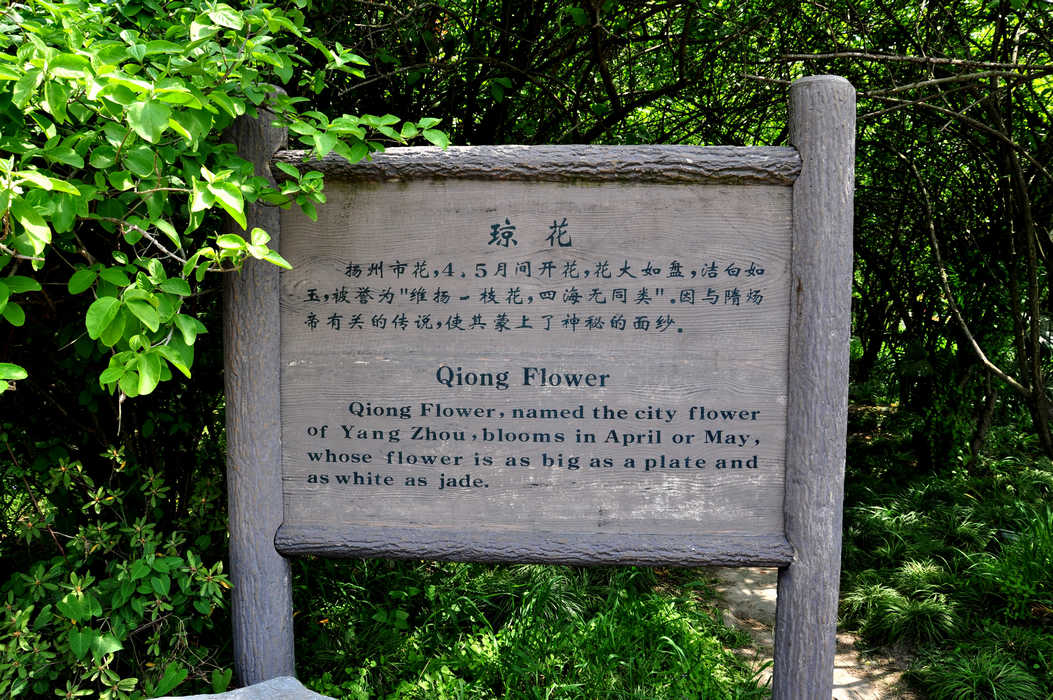 琼 花
扬州市花,4.5月间开花,花大如盘,洁白如
玉,被誉为"维扬一枝花,四海无同类"。因与隋炀
帝有关的传说,使其蒙上了神秘的面纱。
Qiong Flower
Qiong Flower, named the city flower
of Yang Zhou, blooms in April or May,
whose flower is as big as a plate and
as white as jade.